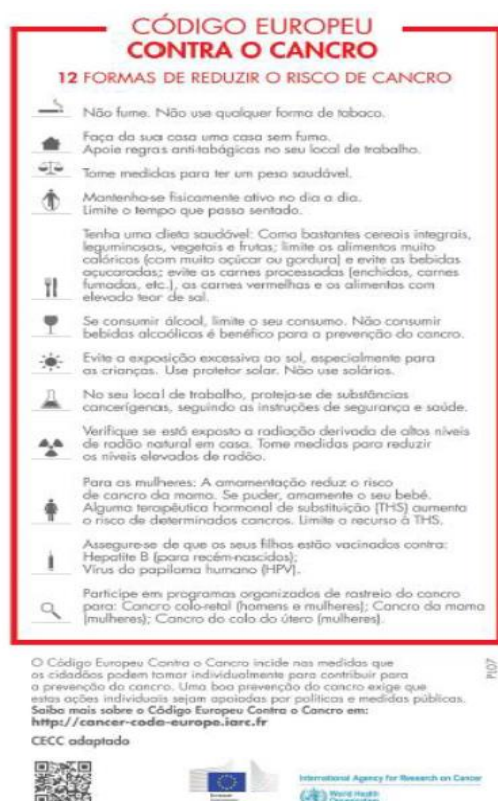 CÓDIGO EUROPEU
CONTRA O CANCRO
12 FORMAS DE REDUZIR O RISCO DE CANCRO
Não fume. Não use qualquer forma de tabaco.
Faça da sua casa uma casa sem fumo.
Apoie regras anti-tabágicas no seu local de trabalho.
Tome medidas para ter um peso saudável.
Mantenha-se fisicamente ativo no dia a dia.
Limite o tempo que passa sentado.
Tenha uma dieta saudável: Coma bastantes cereais integrais,
leguminosas, vegetais e frutas; limite os alimentos muito
calóricos (com muito açúcar ou gordura) e evite as bebidas
açucaradas; evite as carnes processadas (enchidos, carnes
fumadas, etc.), as carnes vermelhas e os alimentos com
elevado teor de sal.
Se consumir álcool, limite o seu consumo. Não consumir
bebidas alcoólicas é benéfico para a prevenção do cancro.
Evite a exposição excessiva ao sol, especialmente para
as crianças. Use protetor solar. Não use solários.
No seu local de trabalho, proteja-se de substâncias
cancerígenas, seguindo as instruções de segurança e saúde.
Verifique se está exposto a radiação derivada de altos níveis
de radão natural em casa. Tome medidas para reduzir
os níveis elevados de radão.
Para as mulheres: A amamentação reduz o risco
de cancro da mama. Se puder, amamente o seu bebé.
Alguma terapêutica hormonal de substituição (THS) aumenta
o risco de determinados cancros. Limite o recurso à THS.
Assegure-se de que os seus filhos estão vacinados contra:
Hepatite B (para recém-nascidos);
Vírus do papiloma humano (HPV).
Participe em programas organizados de rastreio do cancro
para: Cancro colo-retal (homens e mulheres); Cancro da mama
(mulheres); Cancro do colo do útero (mulheres).
O Código Europeu Contra o Cancro incide nas medidas que
os cidadãos podem tomar individualmente para contribuir para
a prevenção do cancro. Uma boa prevenção do cancro exige que
estas ações individuais sejam apoiadas por políticas e medidas públicas.
Saiba mais sobre o Código Europeu Contra o Cancro em:
http://cancer-code-europe.iarc.fr
CECC adaptado
PL07
International Agency for Research on Cancer
World Health
Organization